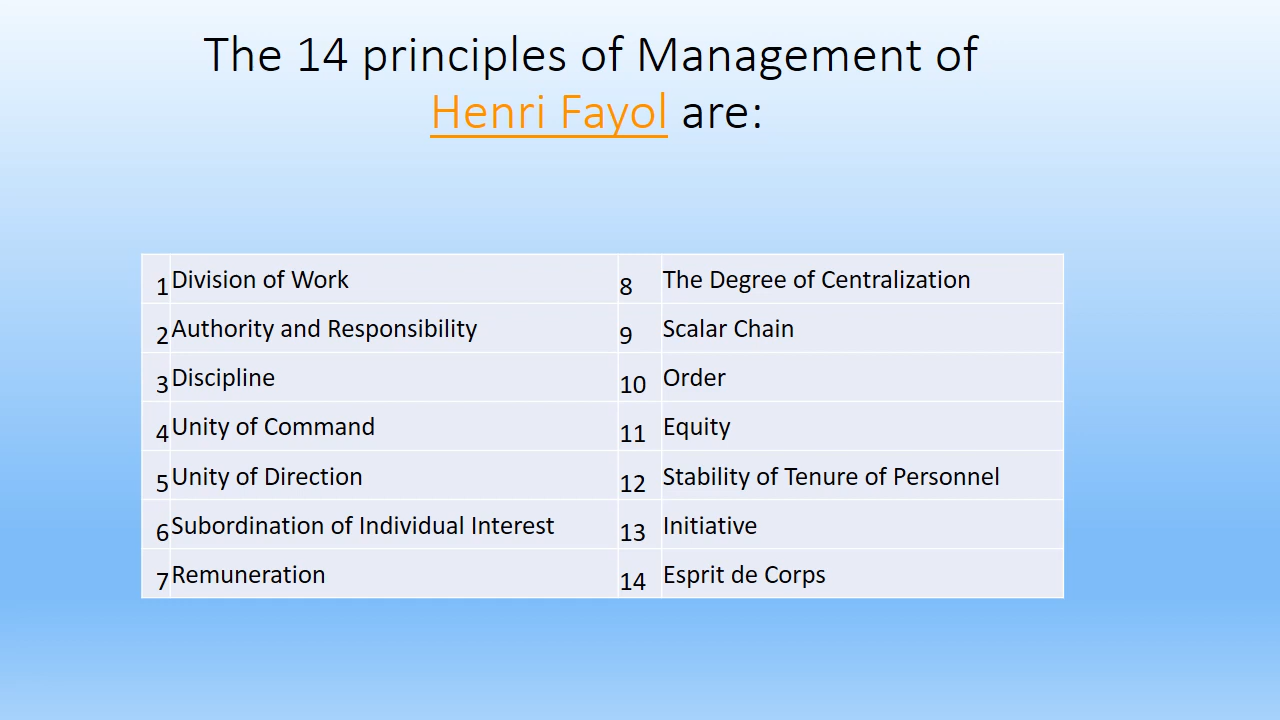 The 14 principles of Management of
Henri Fayol are:
1 Division of Work 8 The Degree of Centralization
2 Authority and Responsibility 9 Scalar Chain
3 Discipline 10 Order
4 Unity of Command 11 Equity
5 Unity of Direction 12 Stability of Tenure of Personnel
6 Subordination of Individual Interest 13 Initiative
7 Remuneration 14 Esprit de Corps